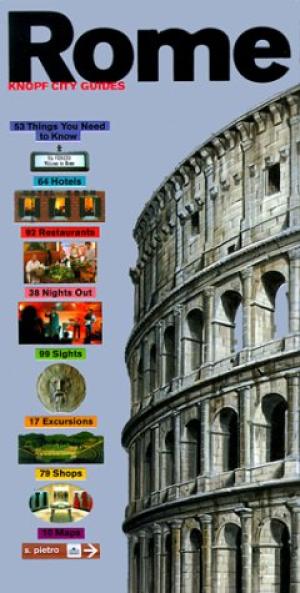 Rome
KNOPF CITY GUIDES
53 Things You Need
to Know
64 Hotels
92 Restaurants
38 Nights Out
99 Sights
17 Excursions
79 Shops
10 Maps
s. pietro